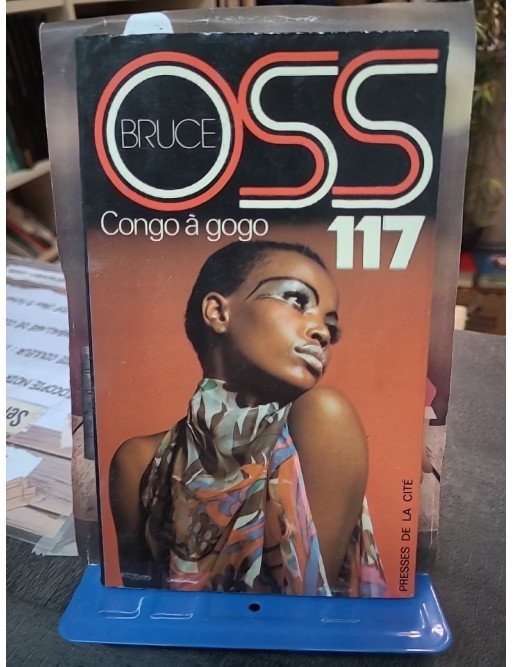 OSS
BRUCE
Congo à gogo
117
PRESSES DE LA CITÉ